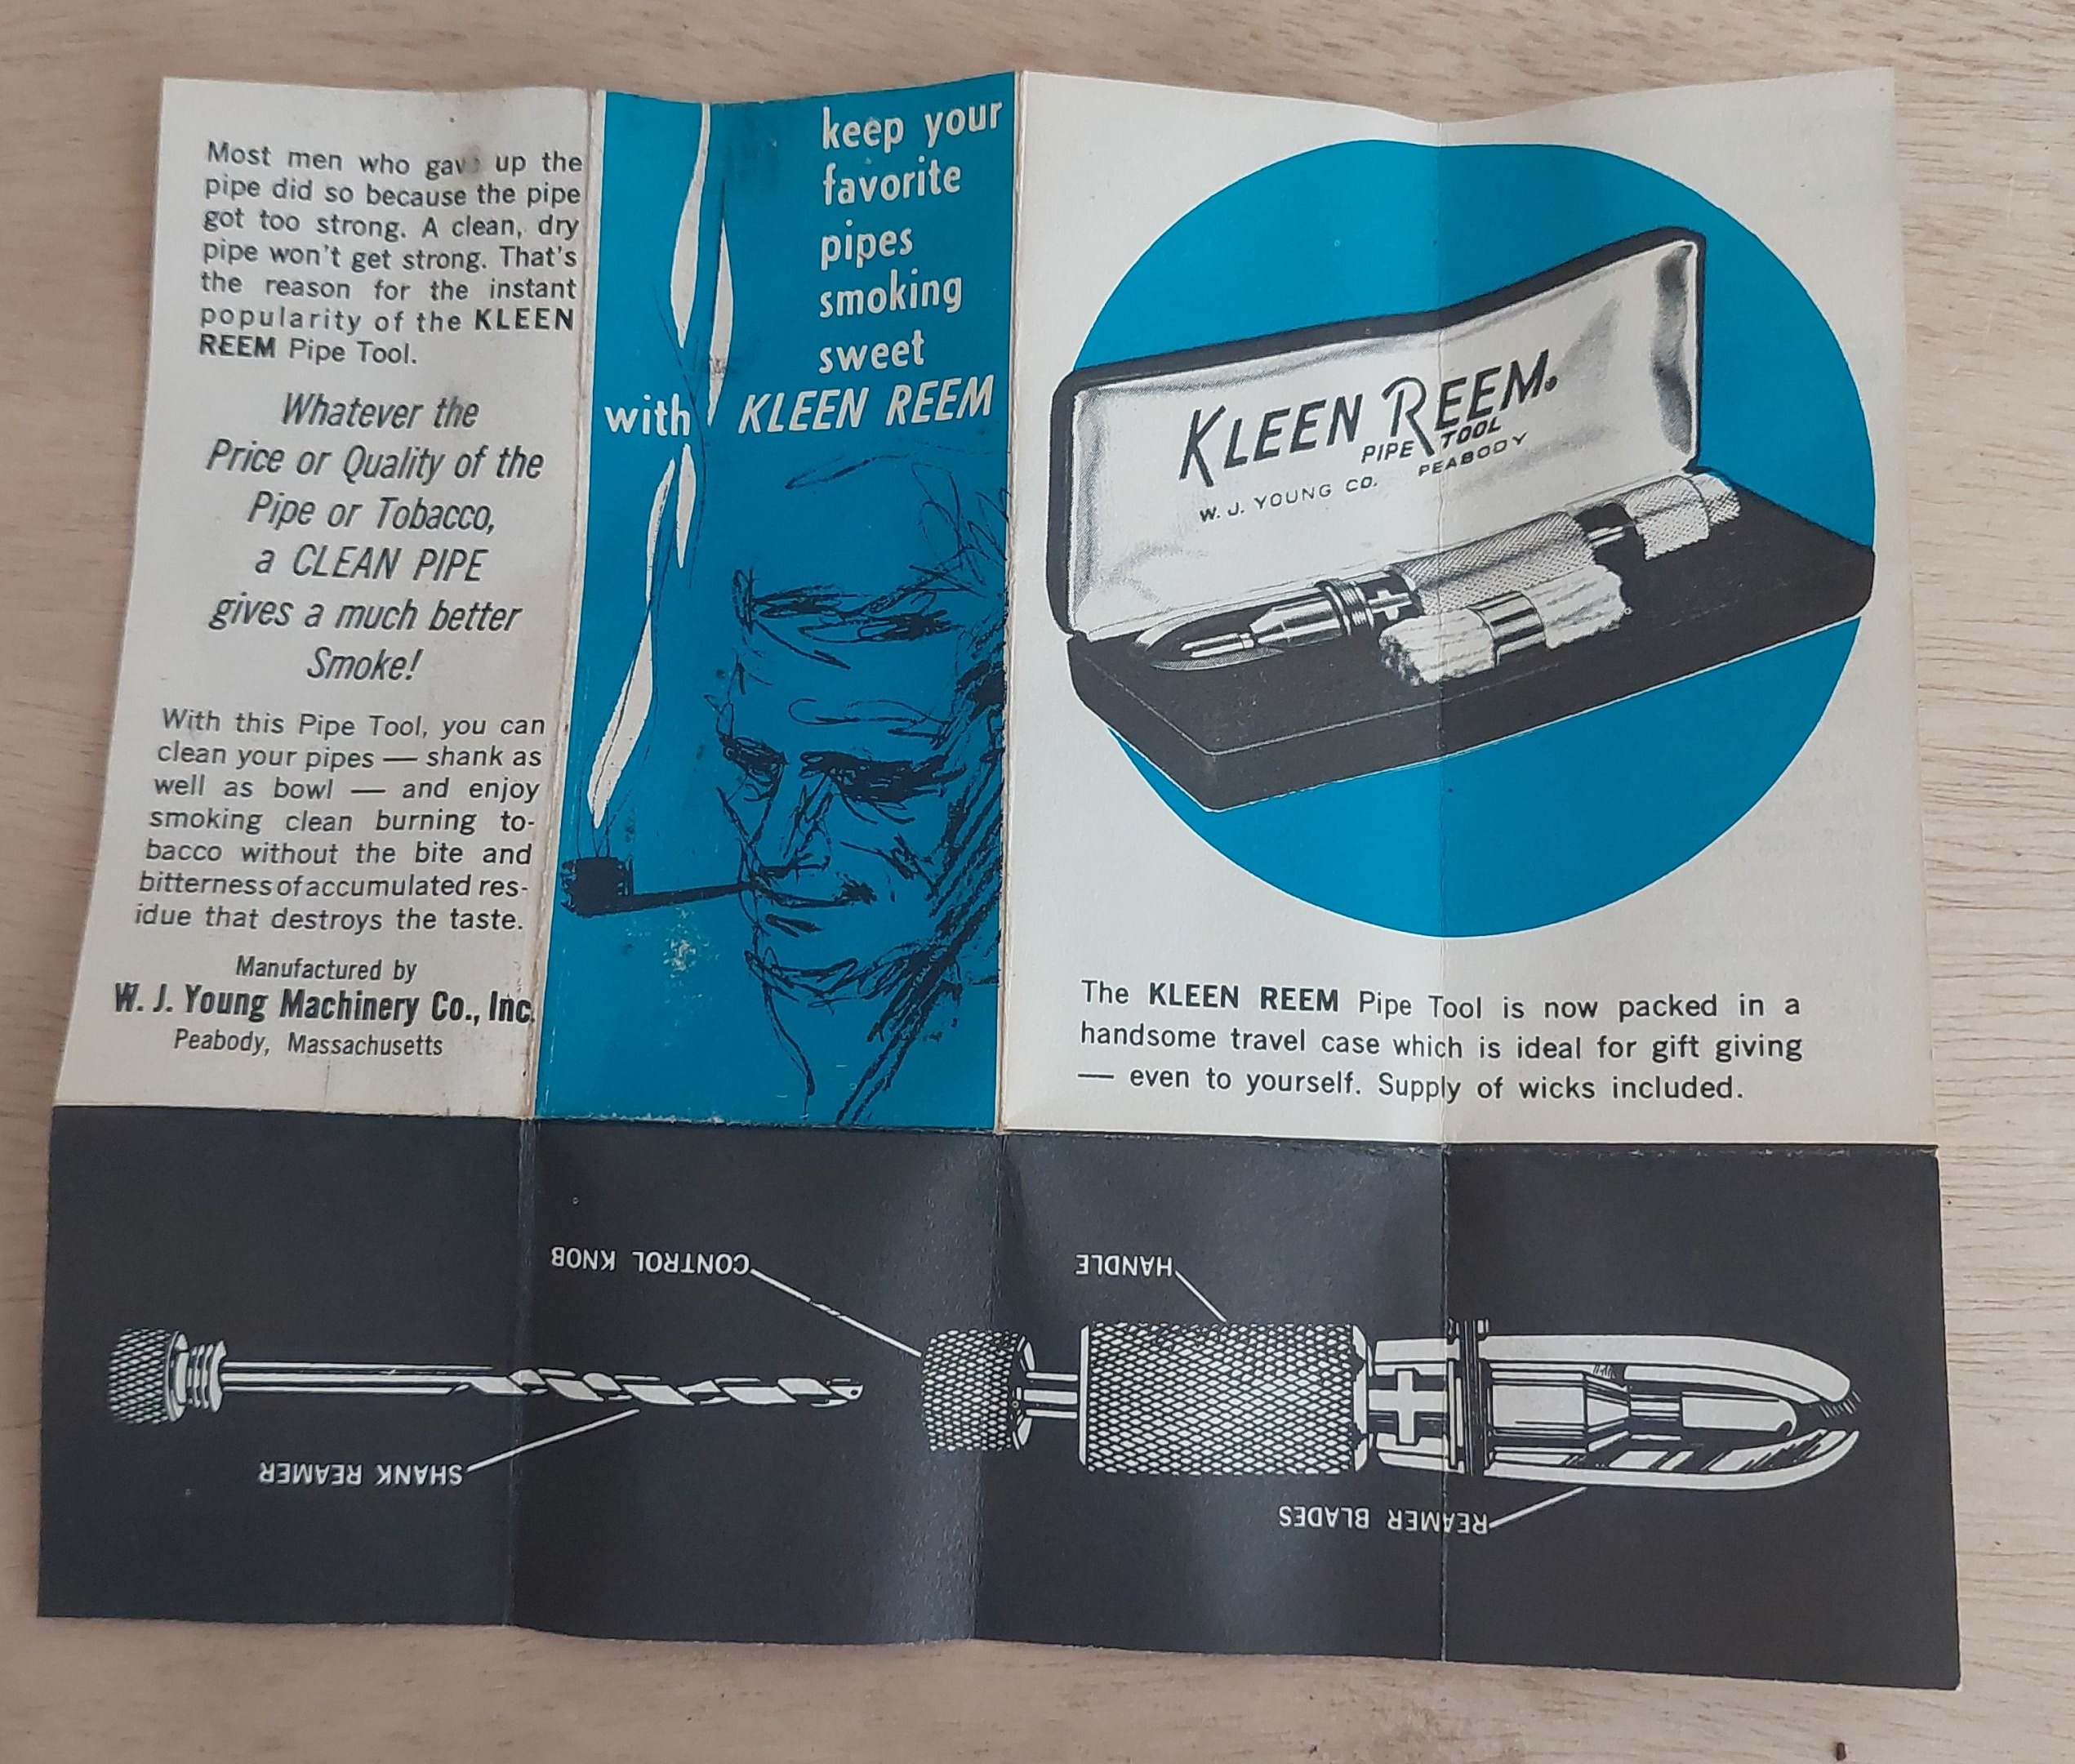 Most men who gave up the
pipe did so because the pipe
got too strong. A clean, dry
pipe won't get strong. That's
the reason for the instant
popularity of the KLEEN
REEM Pipe Tool.
Whatever the
Price or Quality of the
Pipe or Tobacco,
a CLEAN PIPE
gives a much better
Smoke!
With this Pipe Tool, you can
clean your pipes — shank as
well as bowl — and enjoy
smoking clean burning to-
bacco without the bite and
bitterness of accumulated res-
idue that destroys the taste.
Manufactured by
W. J. Young Machinery Co., Inc.
Peabody, Massachusetts
keep your
favorite
pipes
smoking
sweet
with KLEEN REEM
KLEEN REEM®
PIPE TOOL
W. J. YOUNG CO. PEABODY
The KLEEN REEM Pipe Tool is now packed in a
handsome travel case which is ideal for gift giving
— even to yourself. Supply of wicks included.
CONTROL KNOB
HANDLE
SHANK REAMER
REAMER BLADES